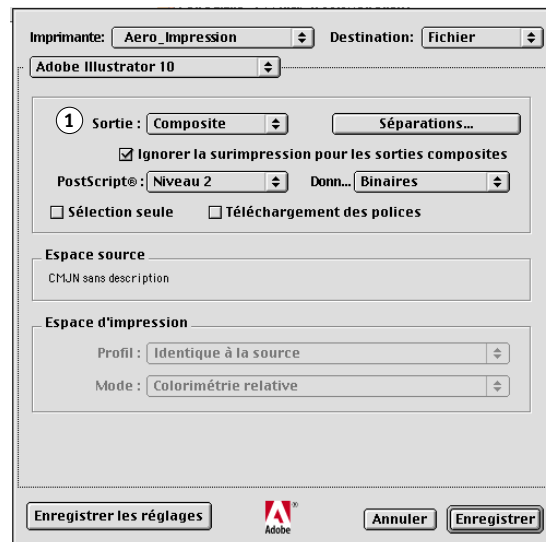 Imprimante: Aero_Impression Destination: Fichier
Adobe Illustrator 10
1 Sortie : Composite Séparations...
Ignorer la surimpression pour les sorties composites
PostScript® : Niveau 2 Donn... Binaires
Sélection seule Téléchargement des polices
Espace source
CMJN sans description
Espace d'impression
Profil : Identique à la source
Mode : Colorimétrie relative
Enregistrer les réglages Adobe® Annuler Enregistrer